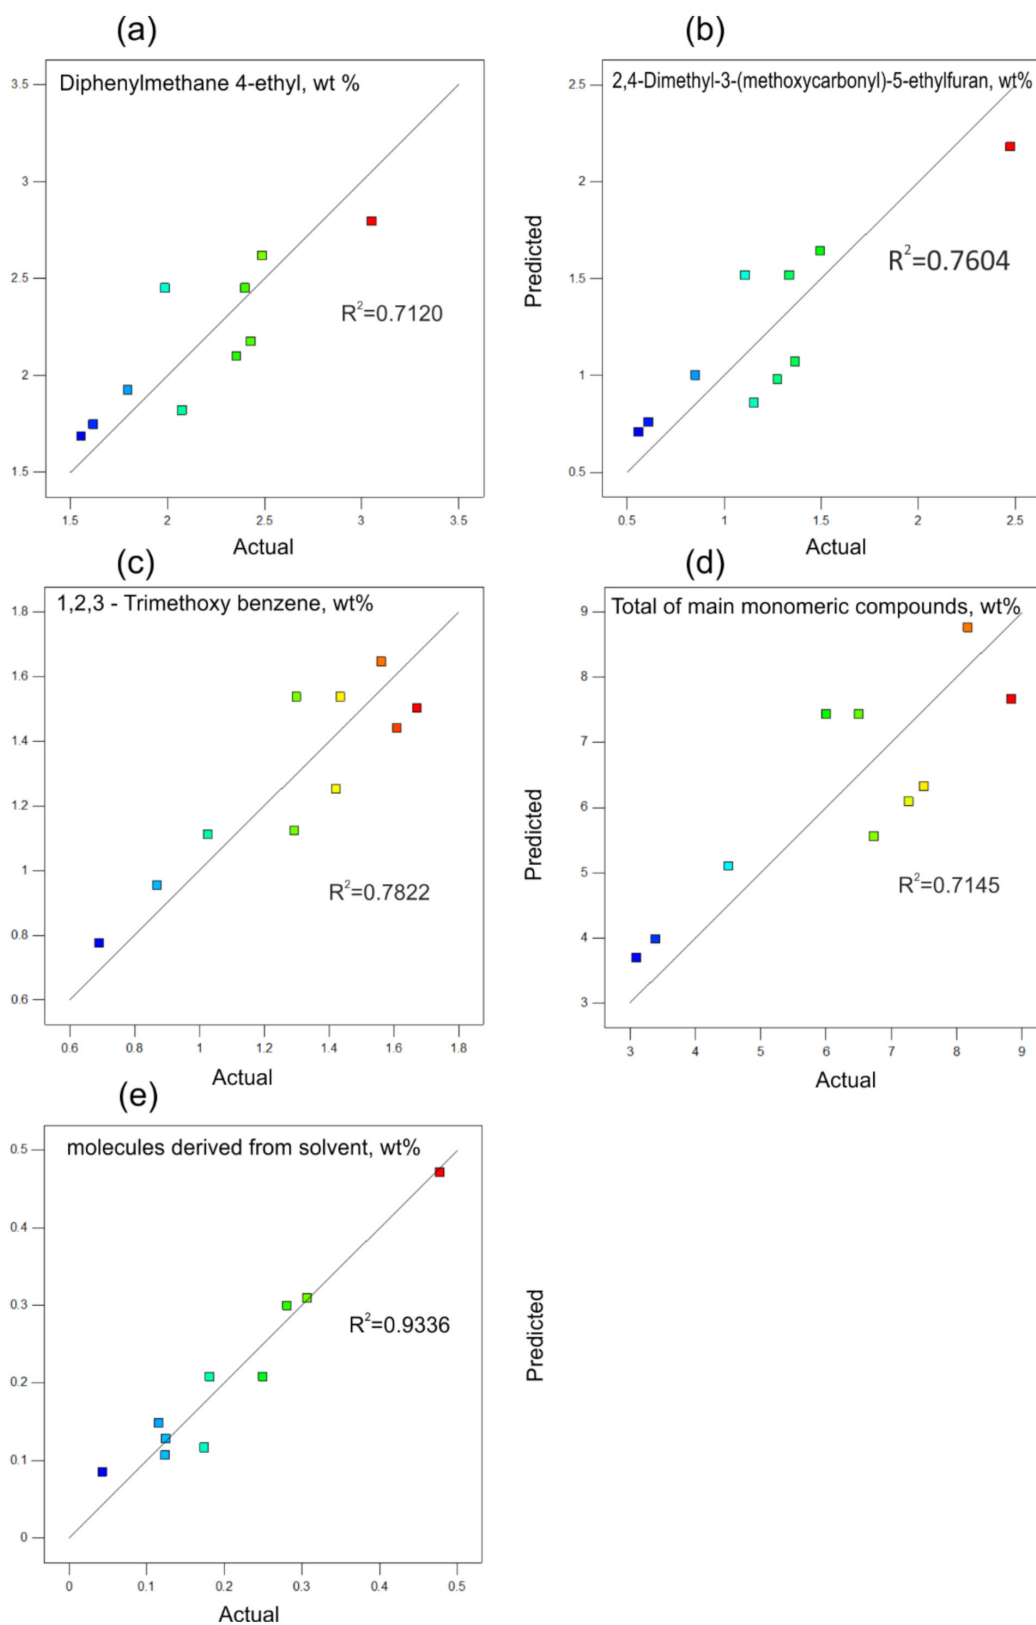 (a)
Diphenylmethane 4-ethyl, wt %
3.5
3
2.5
2
1.5
R²=0.7120
1.5 2 2.5 3 3.5
Actual
(b)
2,4-Dimethyl-3-(methoxycarbonyl)-5-ethylfuran, wt%
Predicted
2.5
2
1.5
1
0.5
R²=0.7604
0.5 1 1.5 2 2.5
Actual
(c)
1,2,3 - Trimethoxy benzene, wt%
1.8
1.6
1.4
1.2
1
0.8
0.6
R²=0.7822
0.6 0.8 1 1.2 1.4 1.6 1.8
Actual
(d)
Total of main monomeric compounds, wt%
Predicted
9
8
7
6
5
4
3
R²=0.7145
3 4 5 6 7 8 9
Actual
(e)
molecules derived from solvent, wt%
0.5
0.4
0.3
0.2
0.1
0
R²=0.9336
0 0.1 0.2 0.3 0.4 0.5
Actual
Predicted